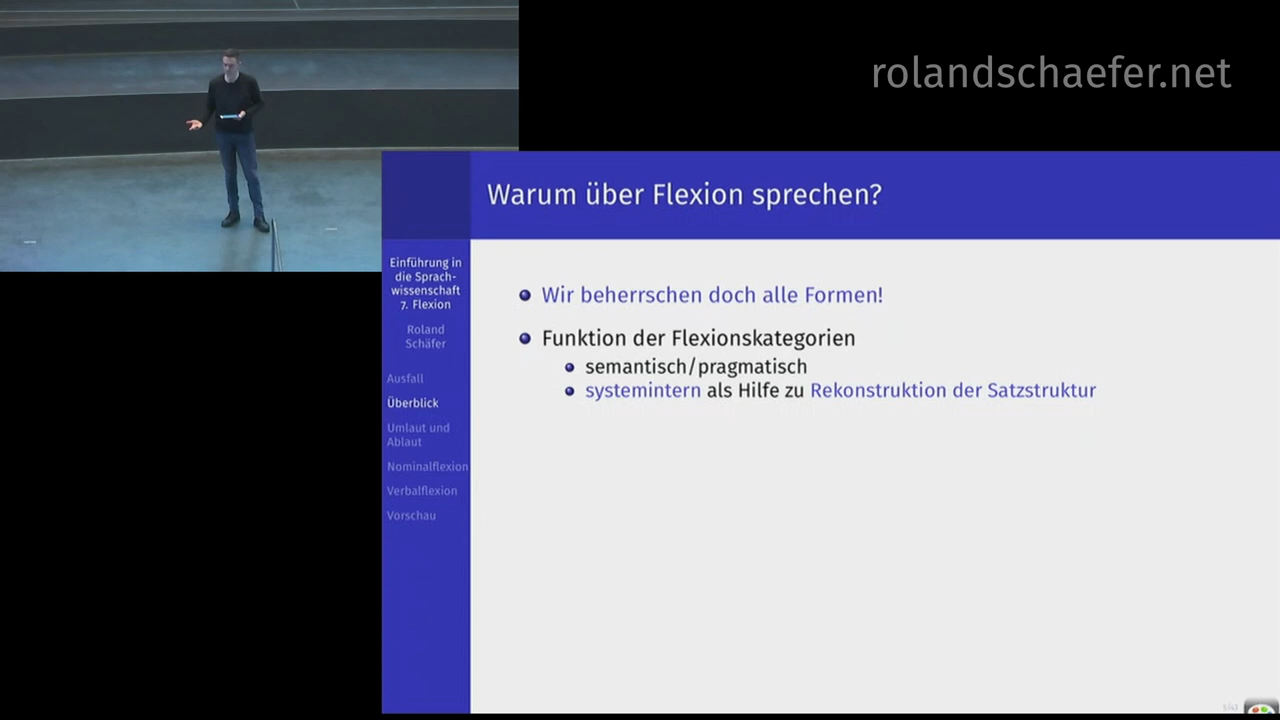 rolandschaefer.net
Warum über Flexion sprechen?
Einführung in
die Sprach-
wissenschaft
7. Flexion
Roland
Schäfer
Ausfall
Überblick
Umlaut und
Ablaut
Nominalflexion
Verbalflexion
Vorschau
Wir beherrschen doch alle Formen!
Funktion der Flexionskategorien
semantisch/pragmatisch
systemintern als Hilfe zu Rekonstruktion der Satzstruktur